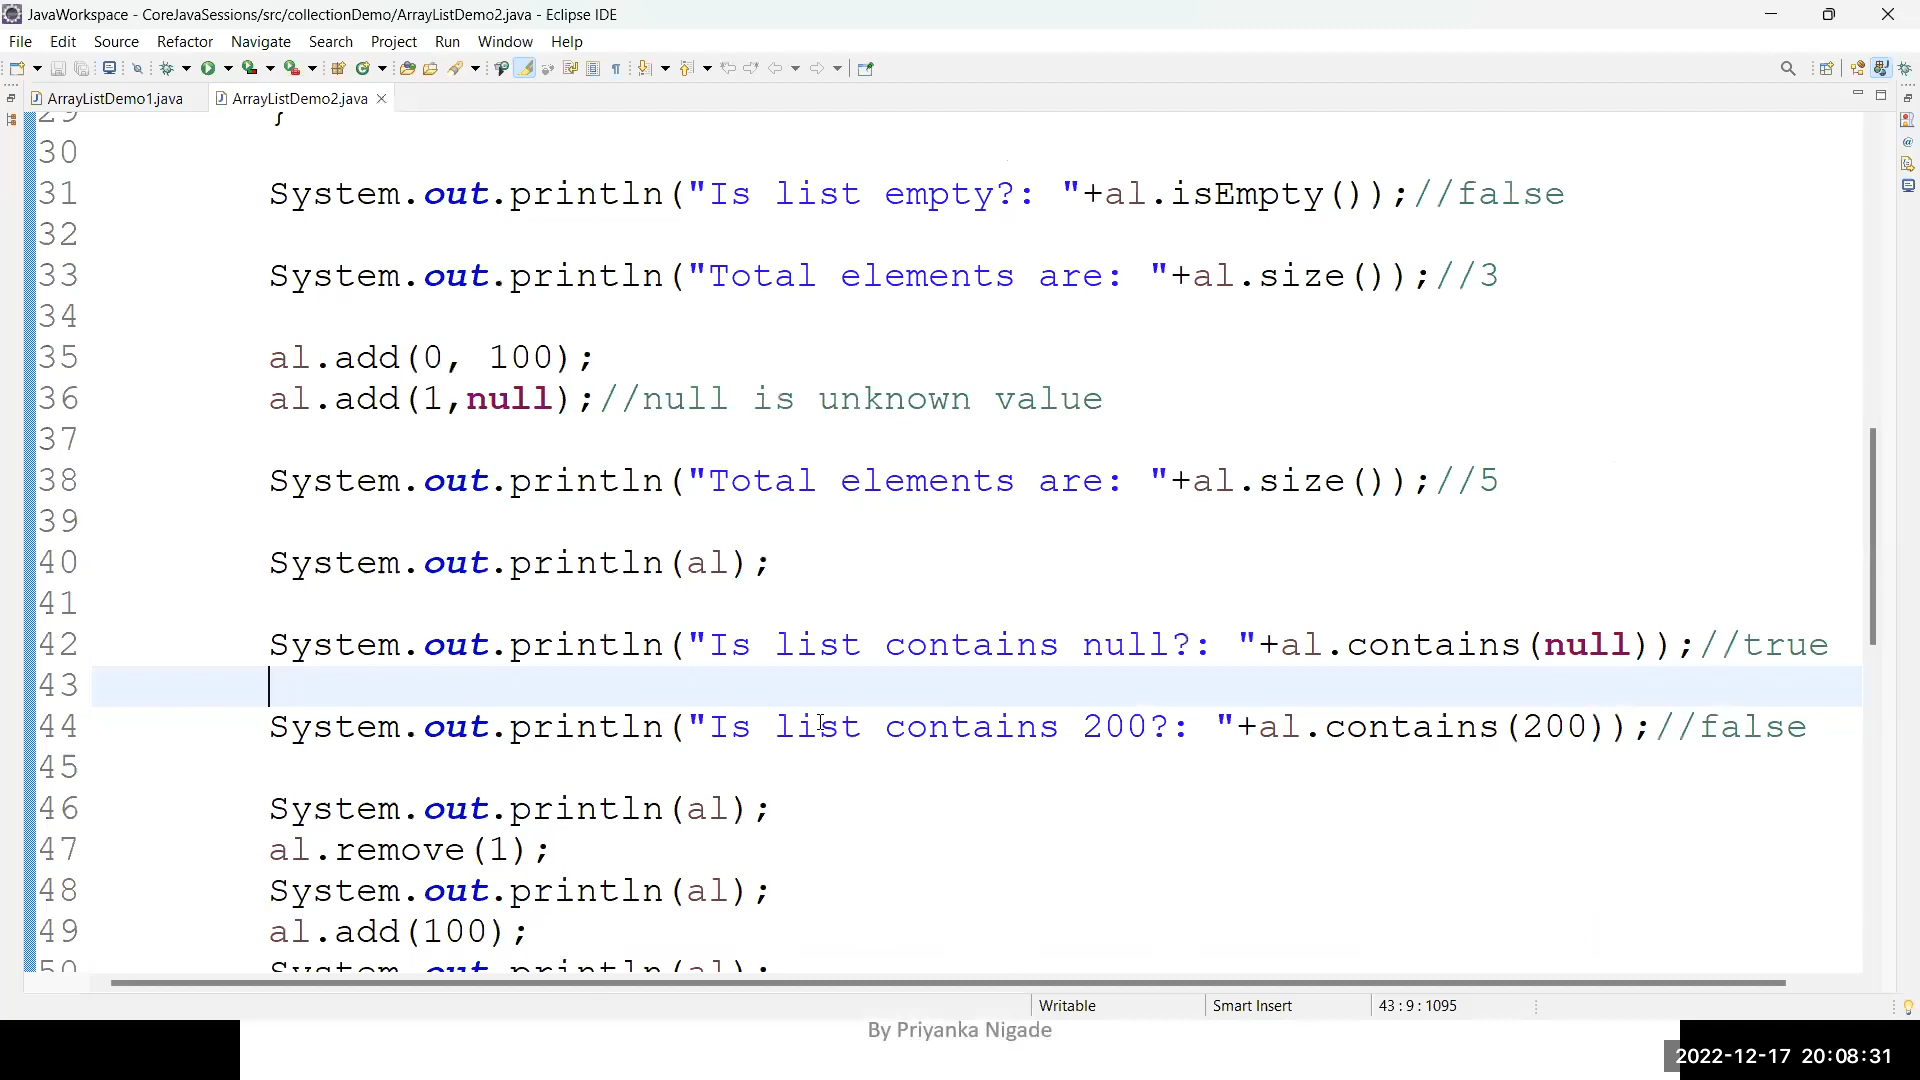 JavaWorkspace - CoreJavaSessions/src/collectionDemo/ArrayListDemo2.java - Eclipse IDE
File Edit Source Refactor Navigate Search Project Run Window Help
ArrayListDemo1.java ArrayListDemo2.java
29 }
30
31 System.out.println("Is list empty?: "+al.isEmpty());//false
32
33 System.out.println("Total elements are: "+al.size());//3
34
35 al.add(0, 100);
36 al.add(1,null);//null is unknown value
37
38 System.out.println("Total elements are: "+al.size());//5
39
40 System.out.println(al);
41
42 System.out.println("Is list contains null?: "+al.contains(null));//true
43
44 System.out.println("Is list contains 200?: "+al.contains(200));//false
45
46 System.out.println(al);
47 al.remove(1);
48 System.out.println(al);
49 al.add(100);
50 System.out.println(al);
Writable Smart Insert 43 : 9 : 1095
By Priyanka Nigade
2022-12-17 20:08:31